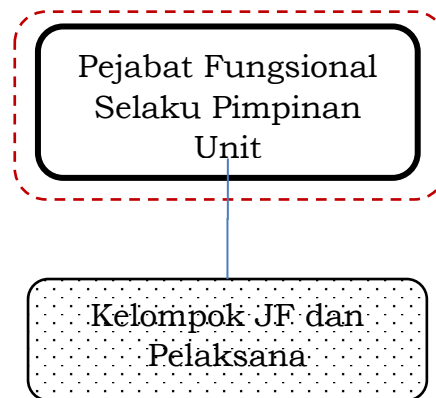 Pejabat Fungsional
Selaku Pimpinan
Unit
Kelompok JF dan
Pelaksana